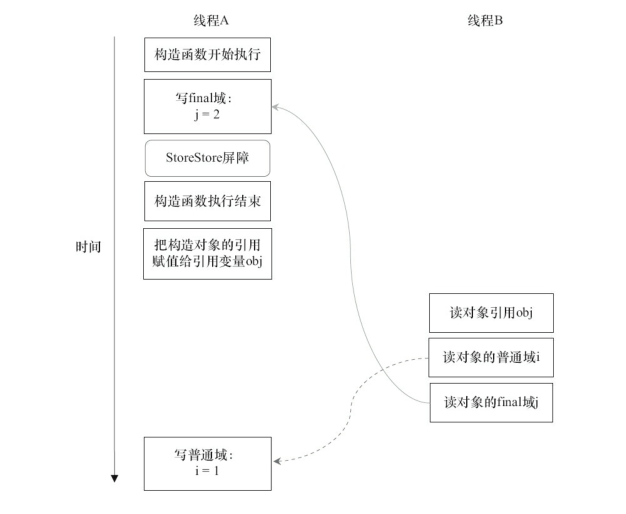 线程A
线程B
构造函数开始执行
写final域：
j = 2
StoreStore屏障
构造函数执行结束
把构造对象的引用
赋值给引用变量obj
时间
读对象引用obj
读对象的普通域i
读对象的final域j
写普通域：
i = 1